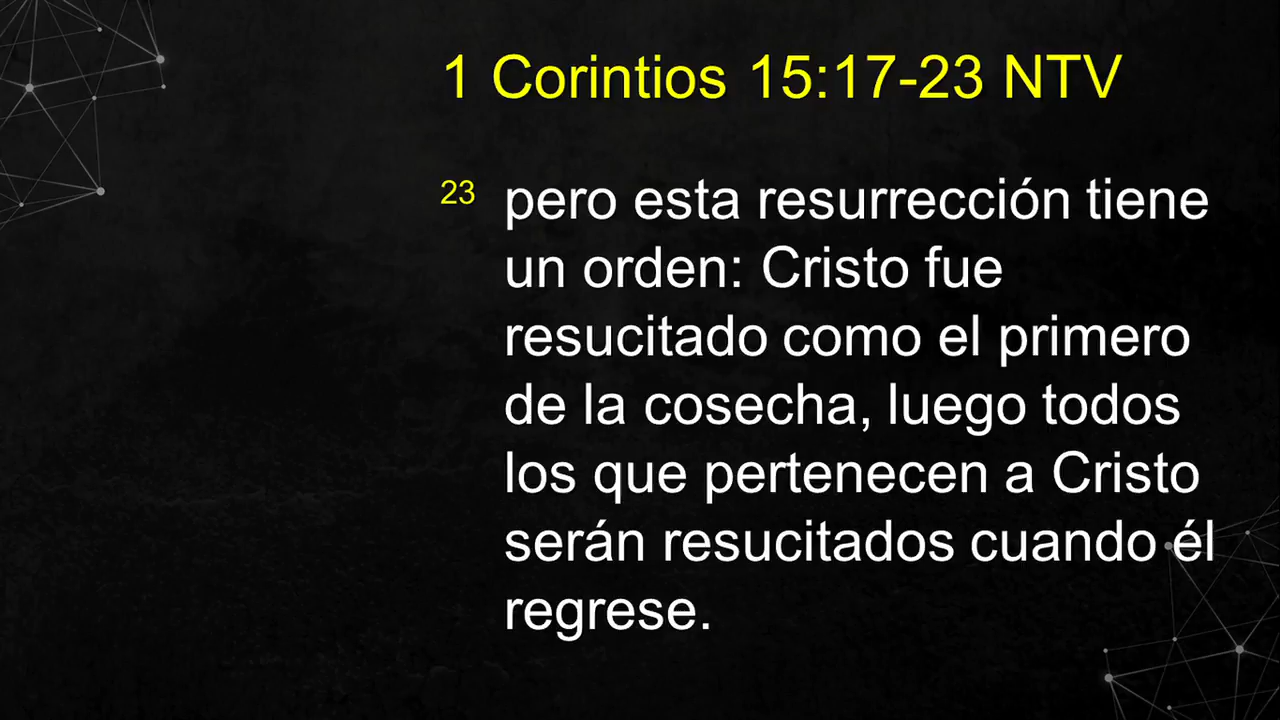 1 Corintios 15:17-23 NTV
23 pero esta resurrección tiene
un orden: Cristo fue
resucitado como el primero
de la cosecha, luego todos
los que pertenecen a Cristo
serán resucitados cuando él
regrese.